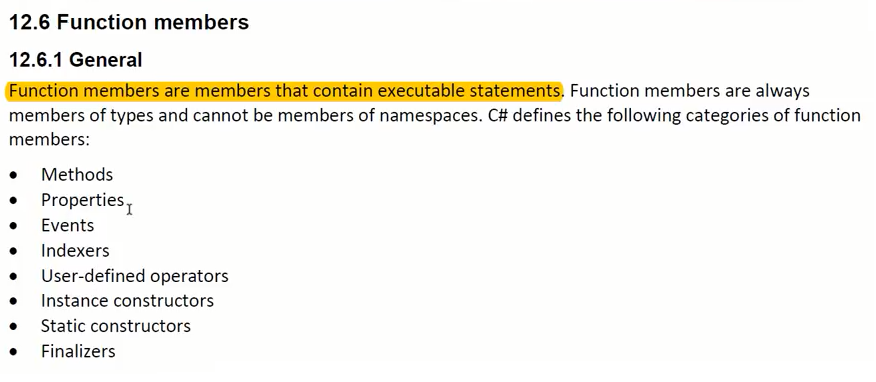 12.6 Function members
12.6.1 General
Function members are members that contain executable statements. Function members are always
members of types and cannot be members of namespaces. C# defines the following categories of function
members:
• Methods
• Properties
• Events
• Indexers
• User-defined operators
• Instance constructors
• Static constructors
• Finalizers